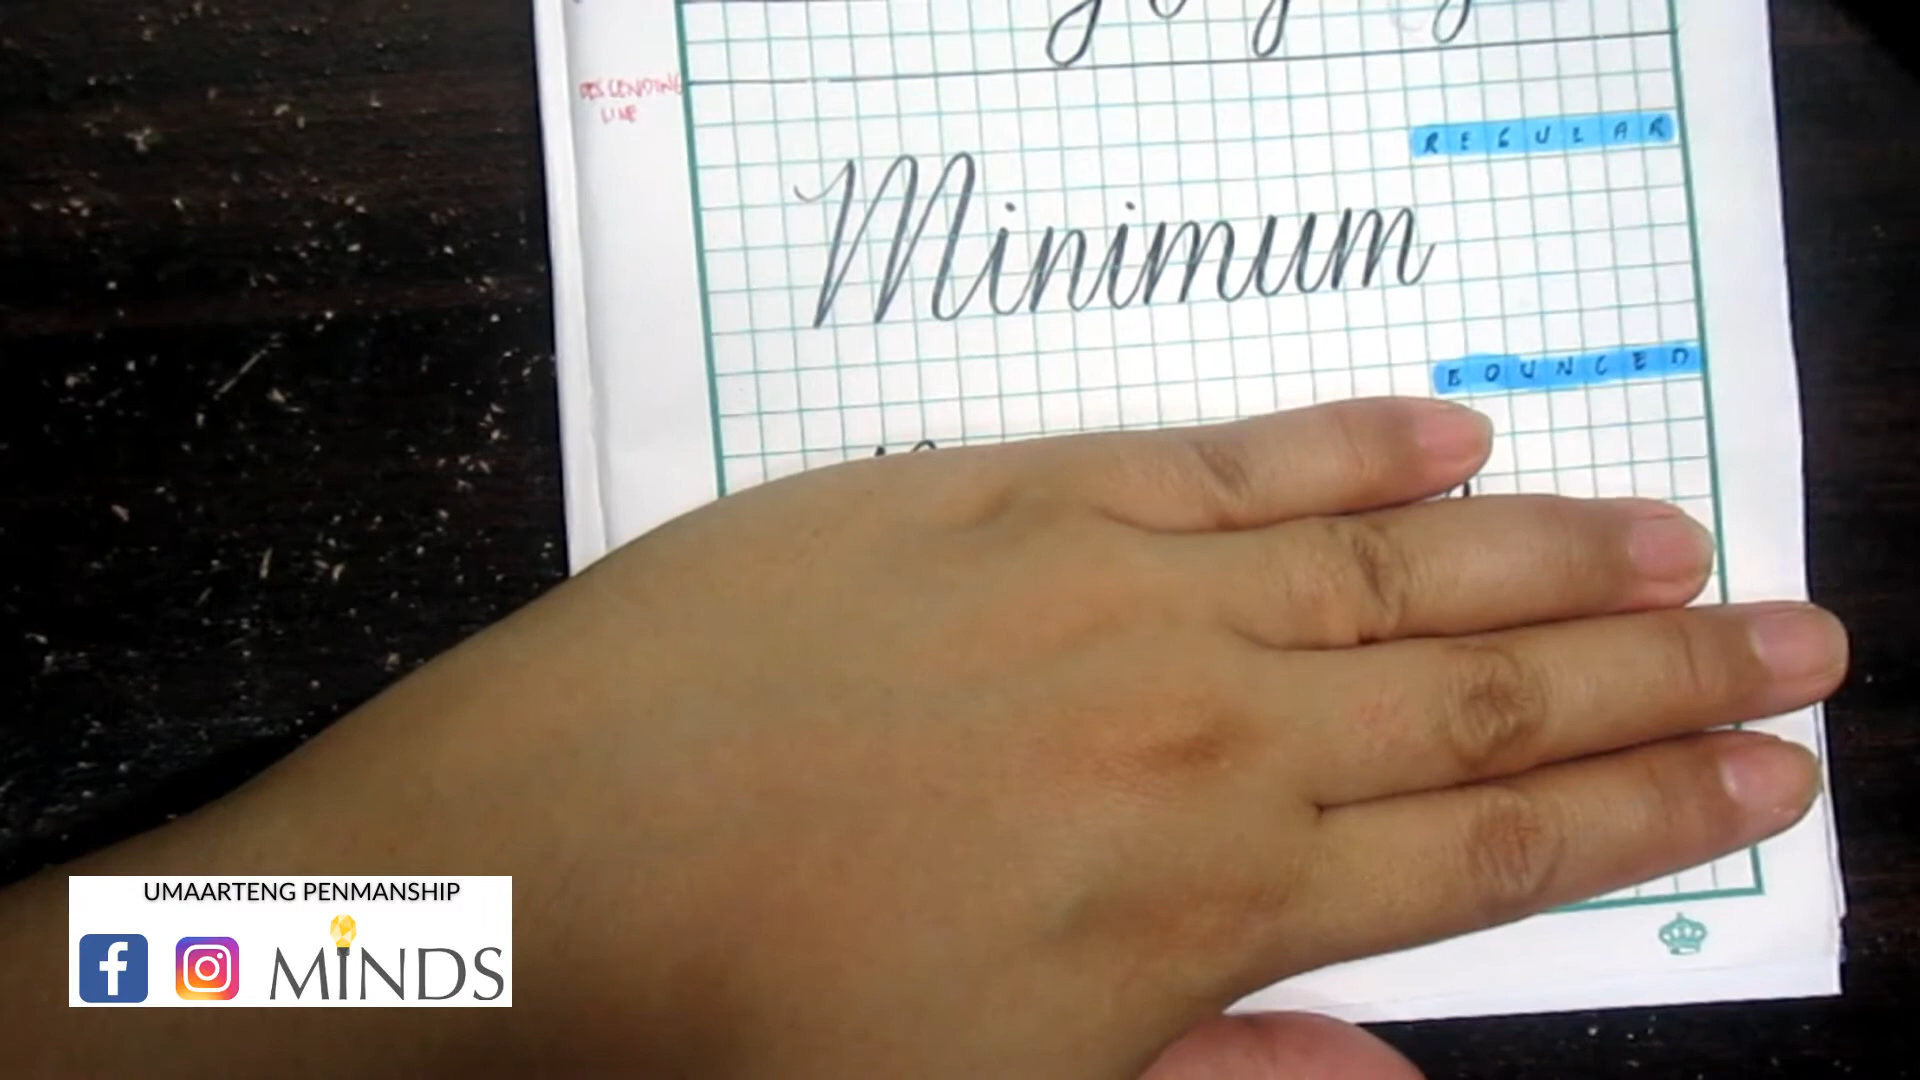 DESCENDING
LINE
REGULAR
Minimum
BOUNCED
UMAARTENG PENMANSHIP
f
MINDS